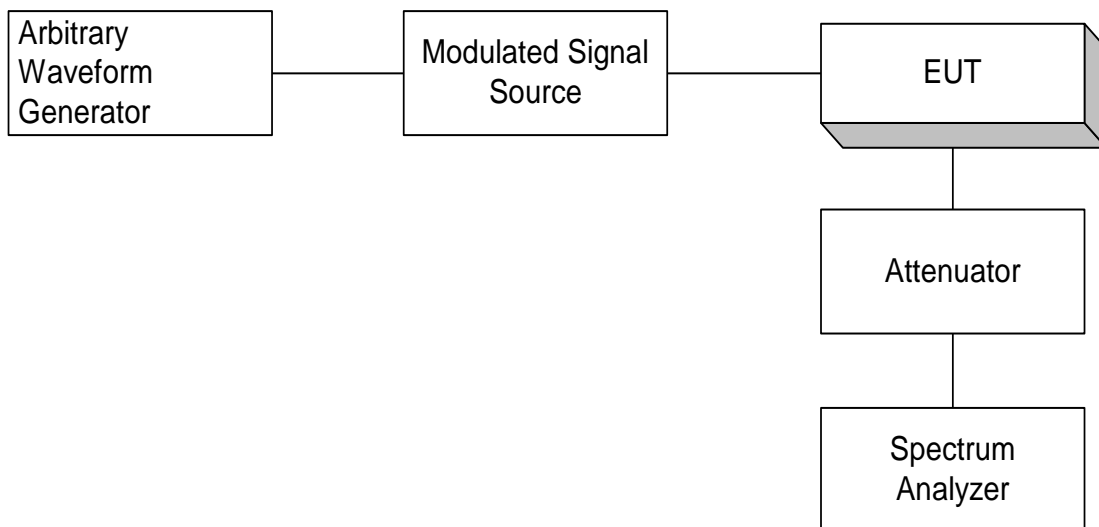 Arbitrary
Waveform
Generator
Modulated Signal
Source
EUT
Attenuator
Spectrum
Analyzer